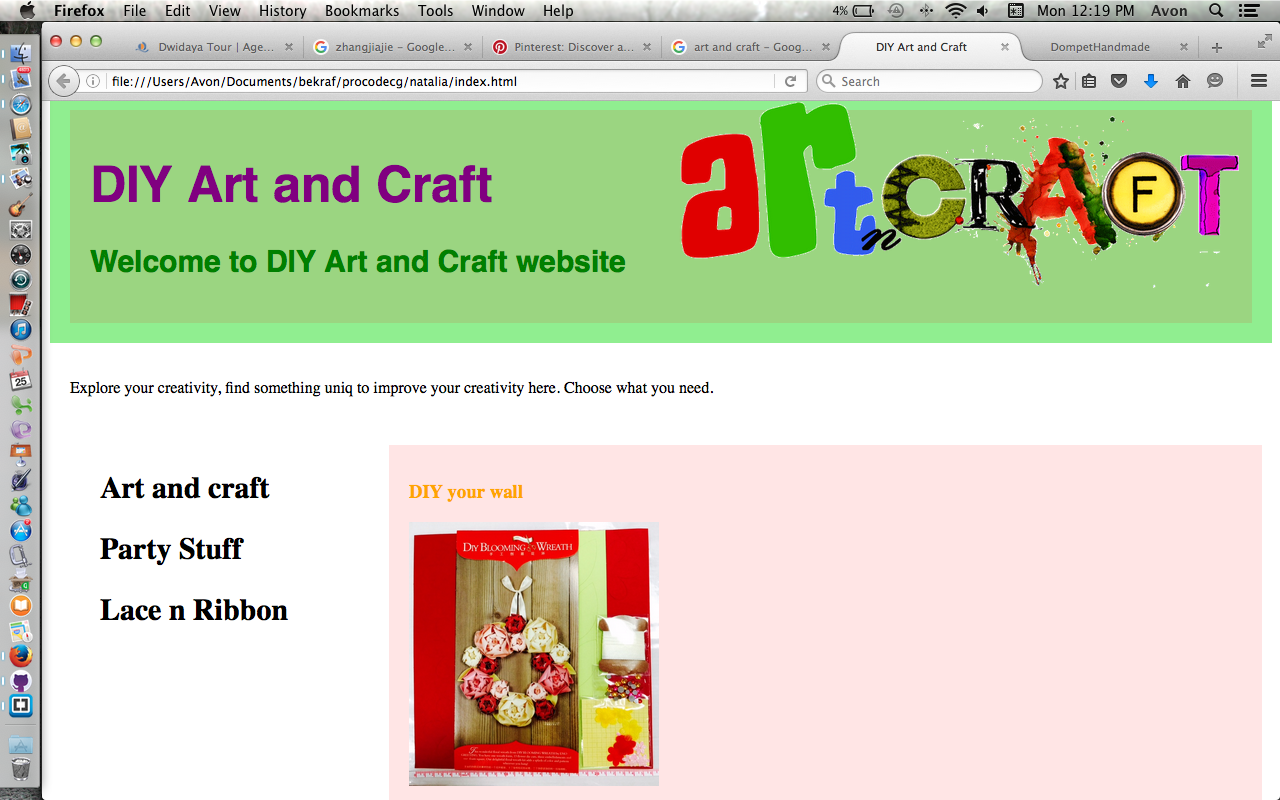 Firefox File Edit View History Bookmarks Tools Window Help 4% Mon 12:19 PM Avon
Dwidaya Tour | Age... zhangjiajie – Google... Pinterest: Discover a... art and craft – Goog... DIY Art and Craft DompetHandmade
file:///Users/Avon/Documents/bekraf/procodecg/natalia/index.html Search
DIY Art and Craft
art n CRAFT
Welcome to DIY Art and Craft website
Explore your creativity, find something uniq to improve your creativity here. Choose what you need.
Art and craft
Party Stuff
Lace n Ribbon
DIY your wall
DIY BLOOMING WREATH
25